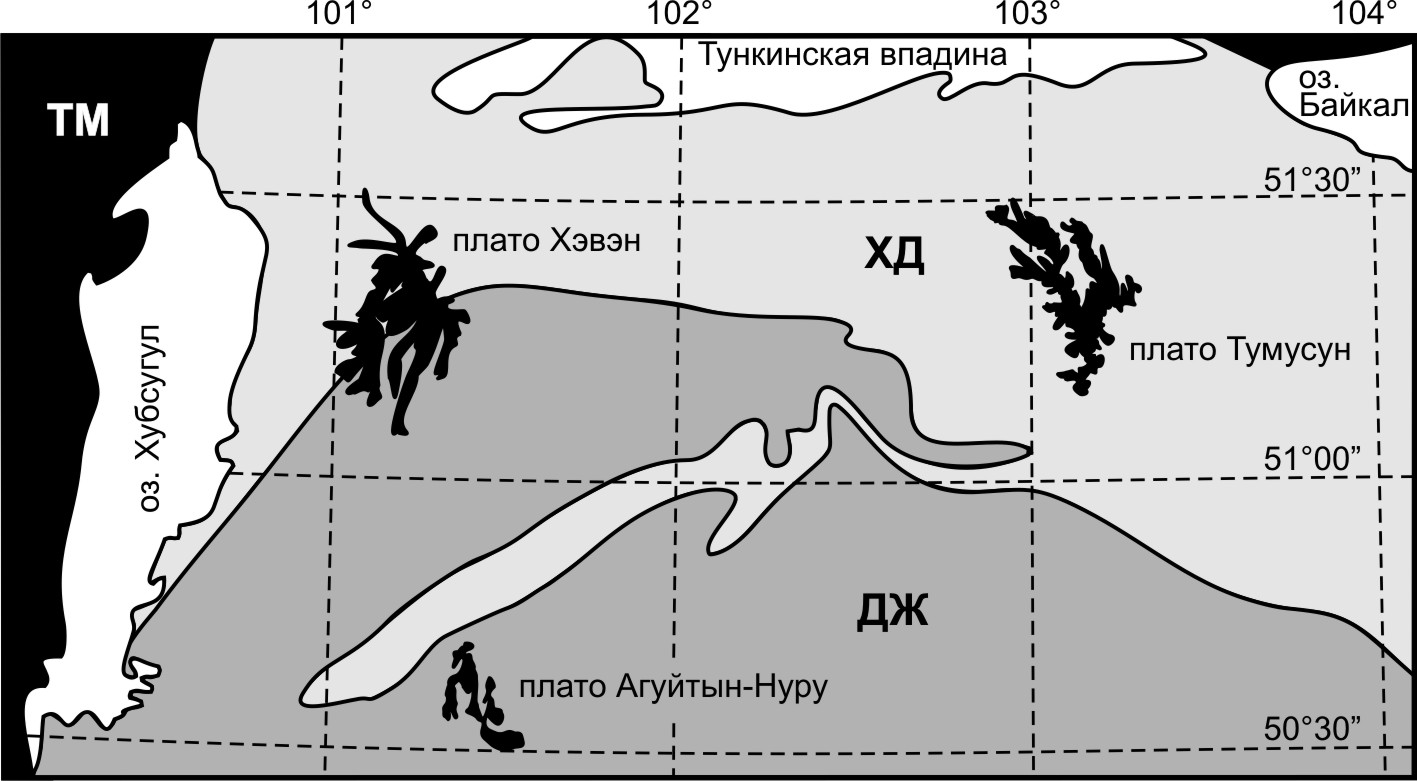 101° 102° 103° 104°
Тункинская впадина
оз.
Байкал
ТМ
51°30”
плато Хэвэн
ХД
плато Тумусун
оз. Хубсугул
51°00”
ДЖ
плато Агуйтын-Нуру
50°30”